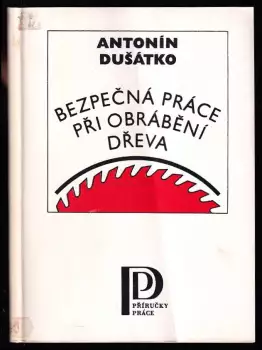 ANTONÍN
DUŠÁTKO
BEZPEČNÁ PRÁCE
PŘI OBRÁBĚNÍ
DŘEVA
PŘÍRUČKY
PRÁCE